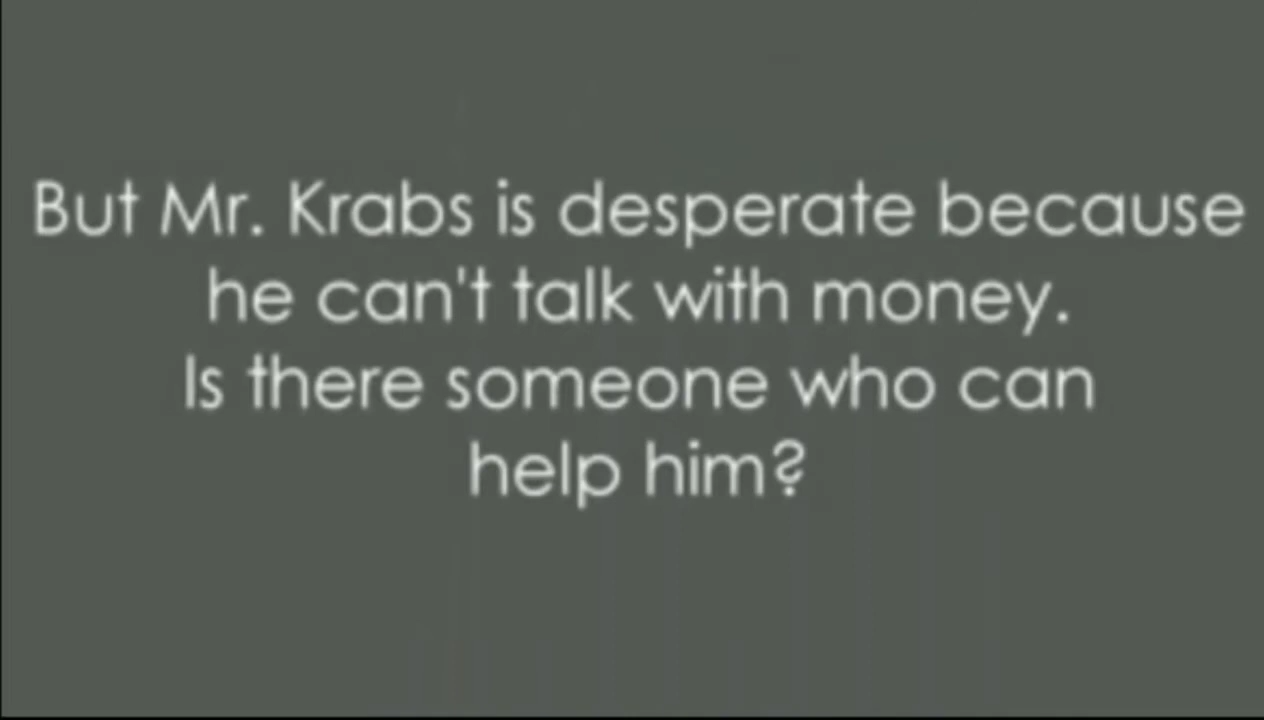 But Mr. Krabs is desperate because
he can't talk with money.
Is there someone who can
help him?